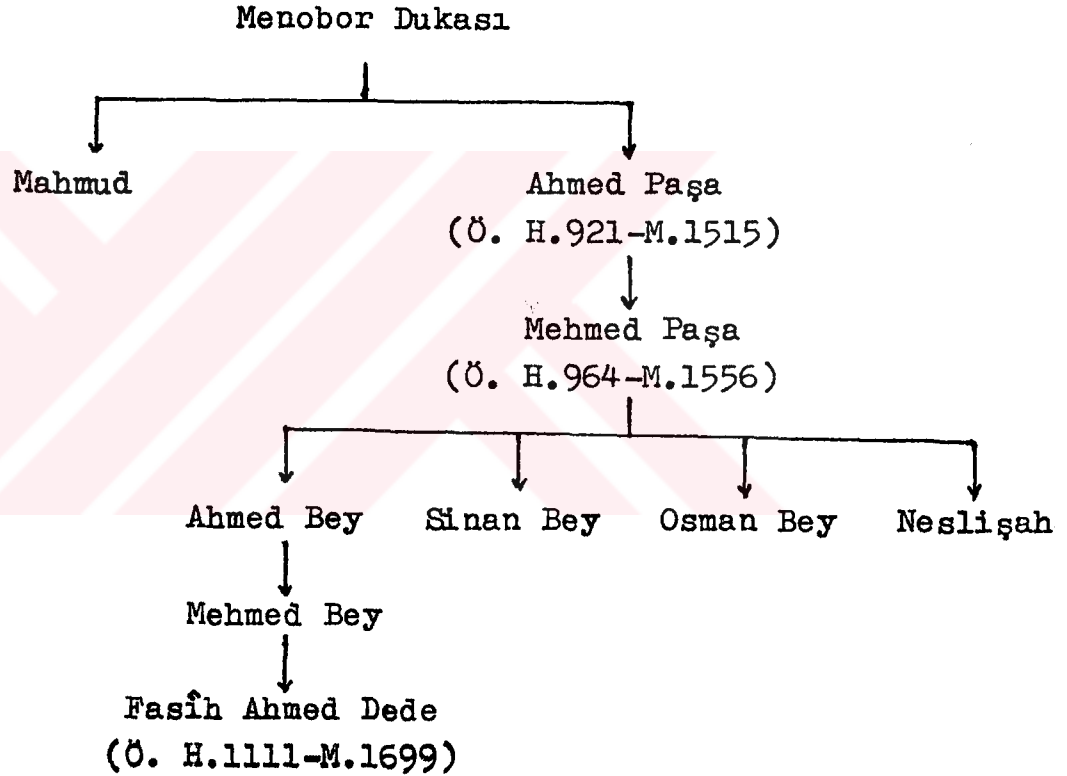 Menobor Dukası
Mahmud
Ahmed Paşa
(Ö. H.921-M.1515)
Mehmed Paşa
(Ö. H.964-M.1556)
Ahmed Bey
Sinan Bey
Osman Bey
Neslişah
Mehmed Bey
Fasîh Ahmed Dede
(Ö. H.1111-M.1699)